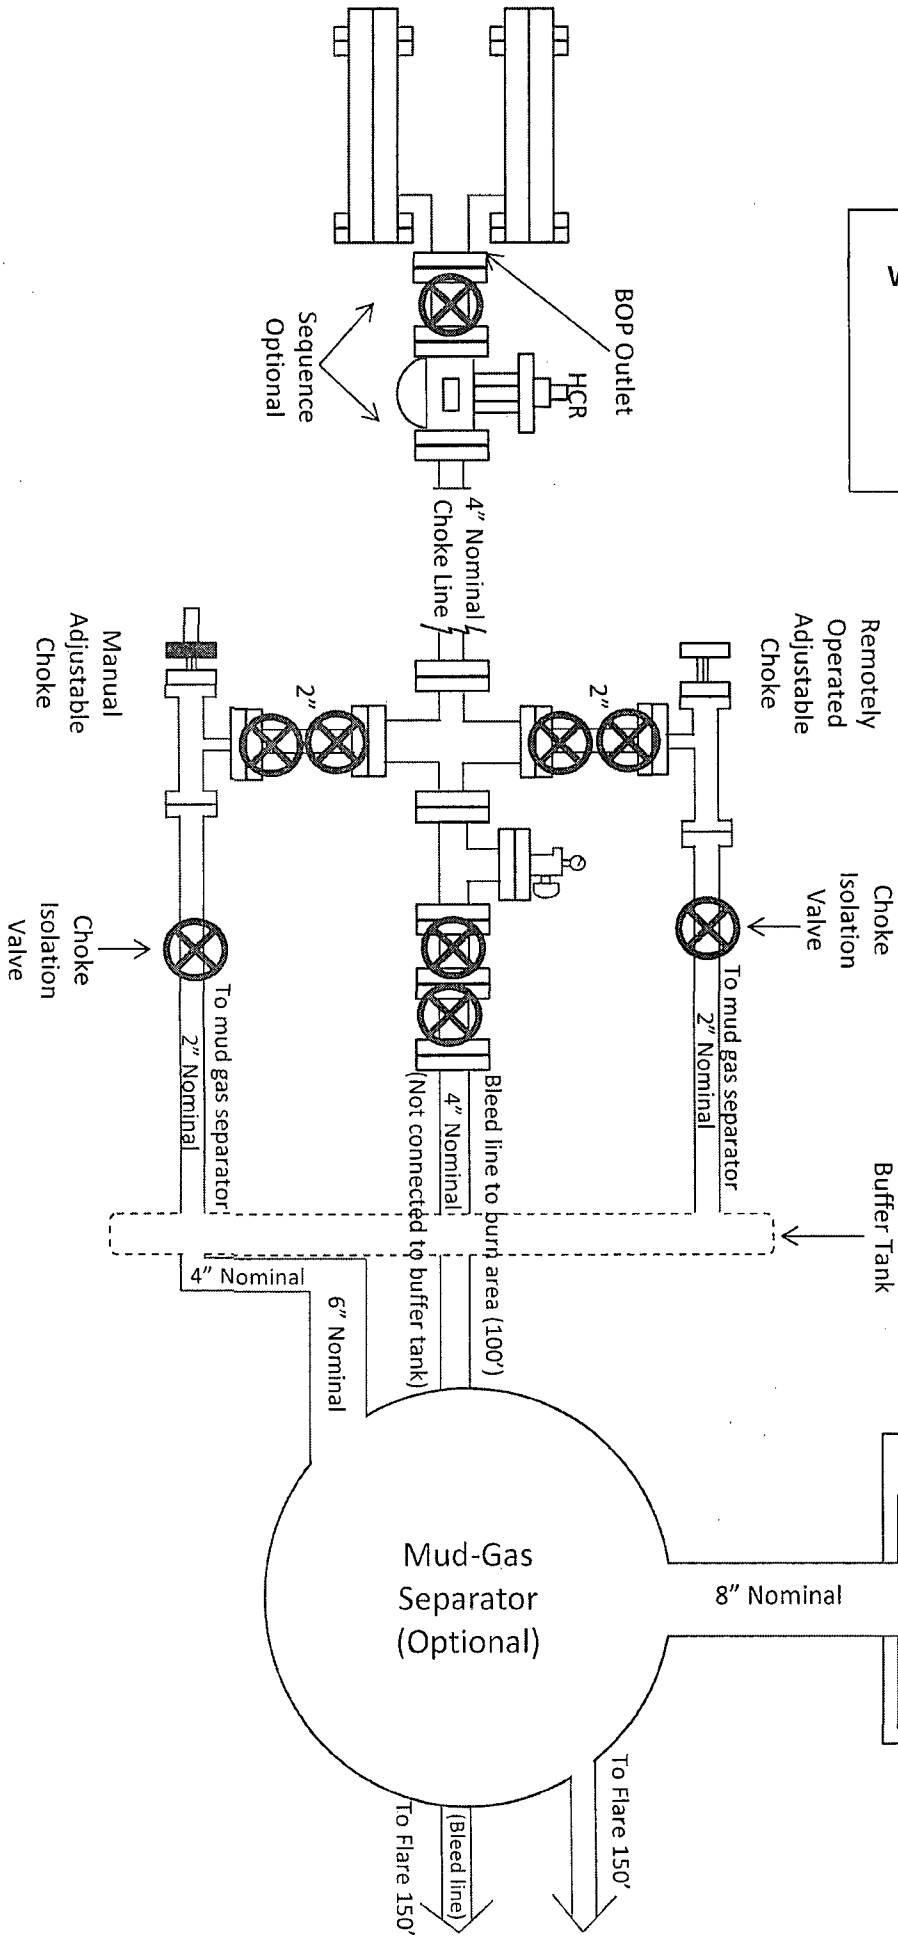 BOP Outlet
HCR
Sequence
Optional
4" Nominal
Choke Line
Remotely
Operated
Adjustable
Choke
2"
2"
Manual
Adjustable
Choke
Choke
Isolation
Valve
Choke
Isolation
Valve
To mud gas separator
2" Nominal
To mud gas separator
2" Nominal
Bleed line to burn area (100')
4" Nominal
(Not connected to buffer tank)
Buffer Tank
4" Nominal
6" Nominal
Mud-Gas
Separator
(Optional)
8" Nominal
To Flare 150'
(Bleed line)
To Flare 150'